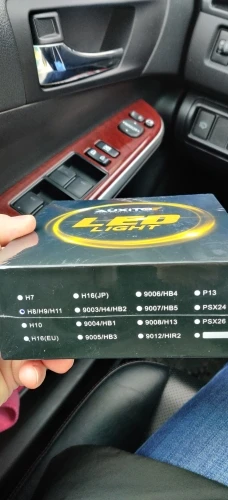 AUXITO
LED
LIGHT
H7 H16(JP) 9006/HB4 P13
H8/H9/H11 9003/H4/HB2 9007/HB5 PSX24
H10 9004/HB1 9008/H13 PSX26
H16(EU) 9005/HB3 9012/HIR2